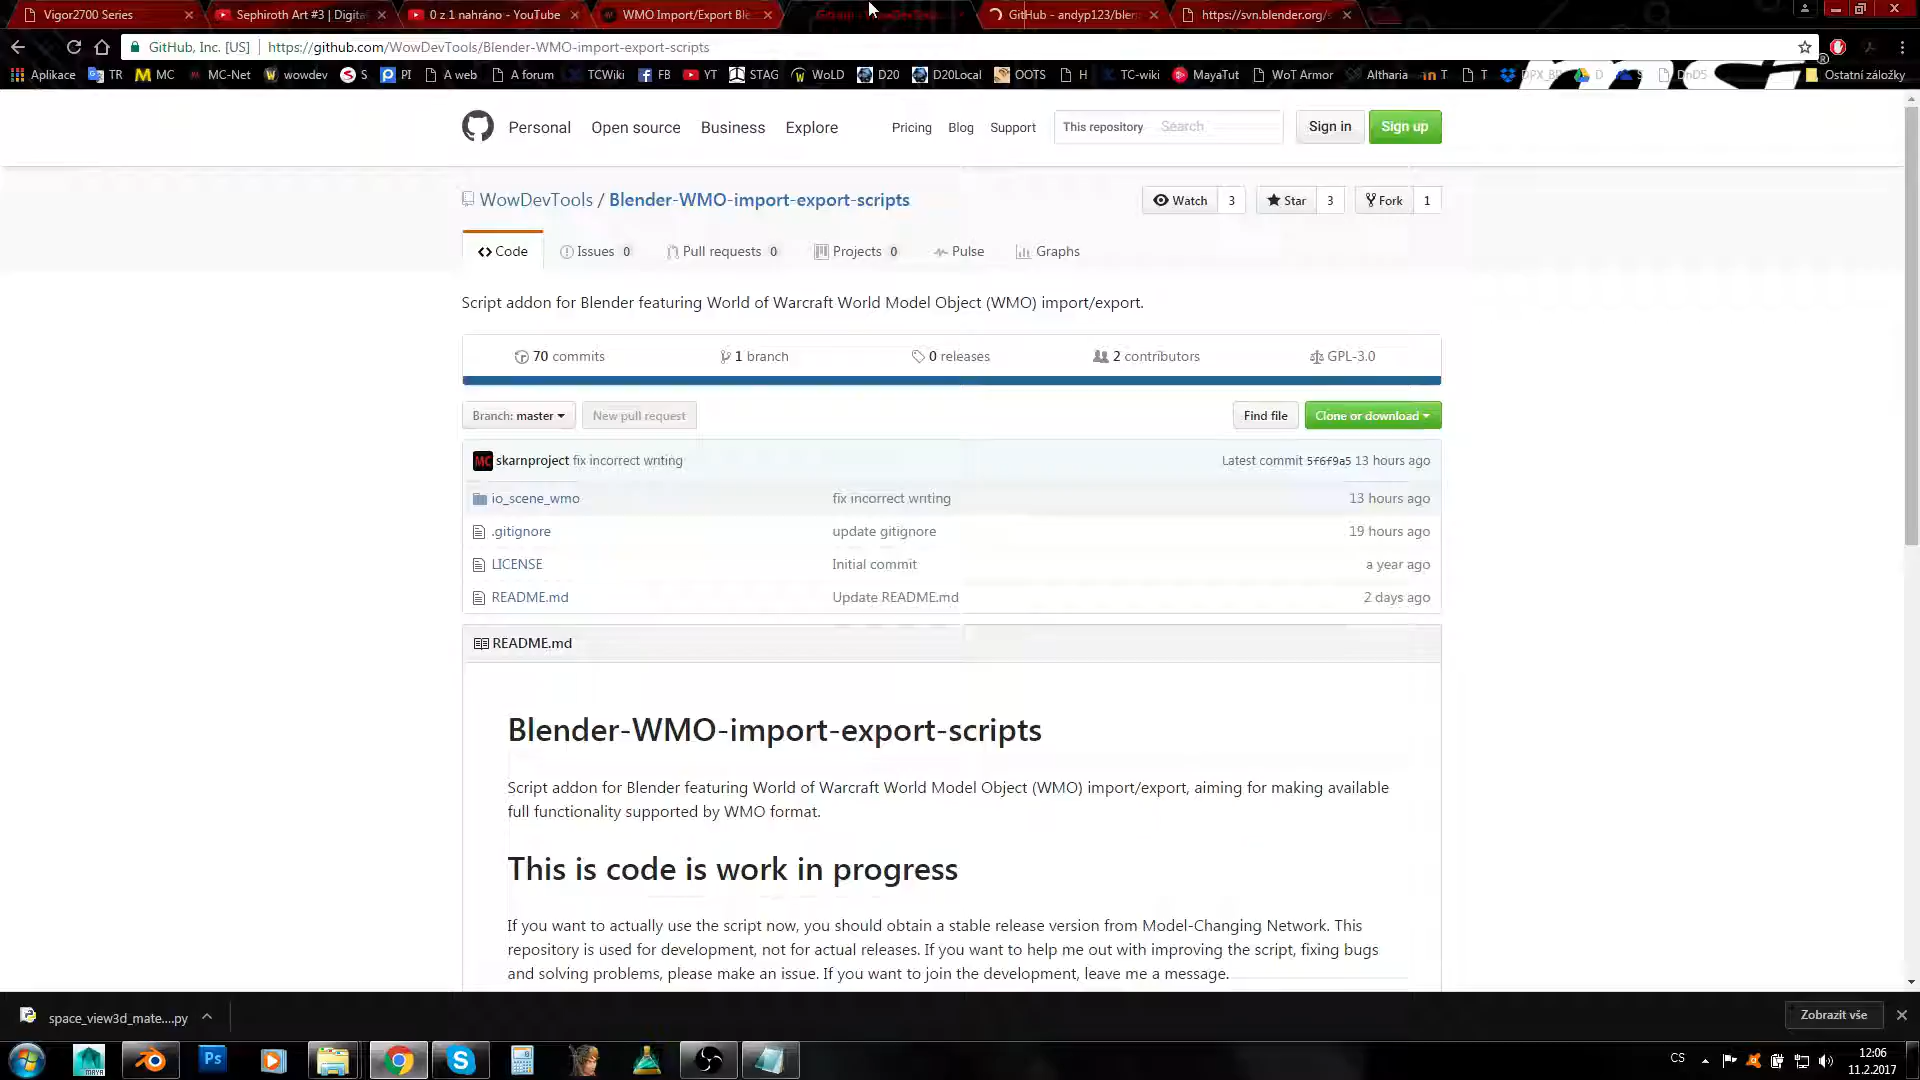 Vigor2700 Series
Sephiroth Art #3 | Digita
0 z 1 nahráno - YouTube
WMO Import/Export Ble
GitHub - andyp123/blen
https://svn.blender.org/
GitHub, Inc. [US] | https://github.com/WowDevTools/Blender-WMO-import-export-scripts
Aplikace TR MC MC-Net wowdev S PI A web A forum TCWiki FB YT STAG WoLD D20 D20Local OOTS H TC-wiki MayaTut WoT Armor Altharia T T DPX_BP D S DnD5 Ostatní záložky
Personal Open source Business Explore Pricing Blog Support This repository Search Sign in Sign up
WowDevTools / Blender-WMO-import-export-scripts Watch 3 Star 3 Fork 1
Code Issues 0 Pull requests 0 Projects 0 Pulse Graphs
Script addon for Blender featuring World of Warcraft World Model Object (WMO) import/export.
70 commits 1 branch 0 releases 2 contributors GPL-3.0
Branch: master New pull request Find file Clone or download
MC skarnproject fix incorrect writing Latest commit 5f6f9a5 13 hours ago
io_scene_wmo fix incorrect writing 13 hours ago
.gitignore update gitignore 19 hours ago
LICENSE Initial commit a year ago
README.md Update README.md 2 days ago
README.md
Blender-WMO-import-export-scripts
Script addon for Blender featuring World of Warcraft World Model Object (WMO) import/export, aiming for making available
full functionality supported by WMO format.
This is code is work in progress
If you want to actually use the script now, you should obtain a stable release version from Model-Changing Network. This
repository is used for development, not for actual releases. If you want to help me out with improving the script, fixing bugs
and solving problems, please make an issue. If you want to join the development, leave me a message.
space_view3d_mate....py Zobrazit vše
MAYA Ps CS 12:06
11.2.2017